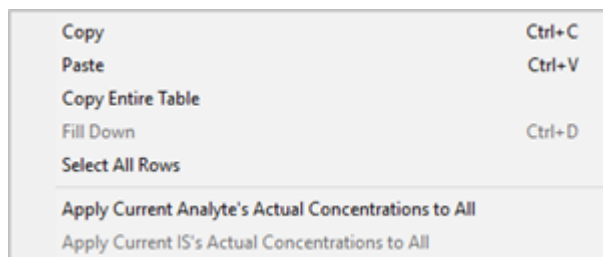 Copy Ctrl+C
Paste Ctrl+V
Copy Entire Table
Fill Down Ctrl+D
Select All Rows
Apply Current Analyte's Actual Concentrations to All
Apply Current IS's Actual Concentrations to All